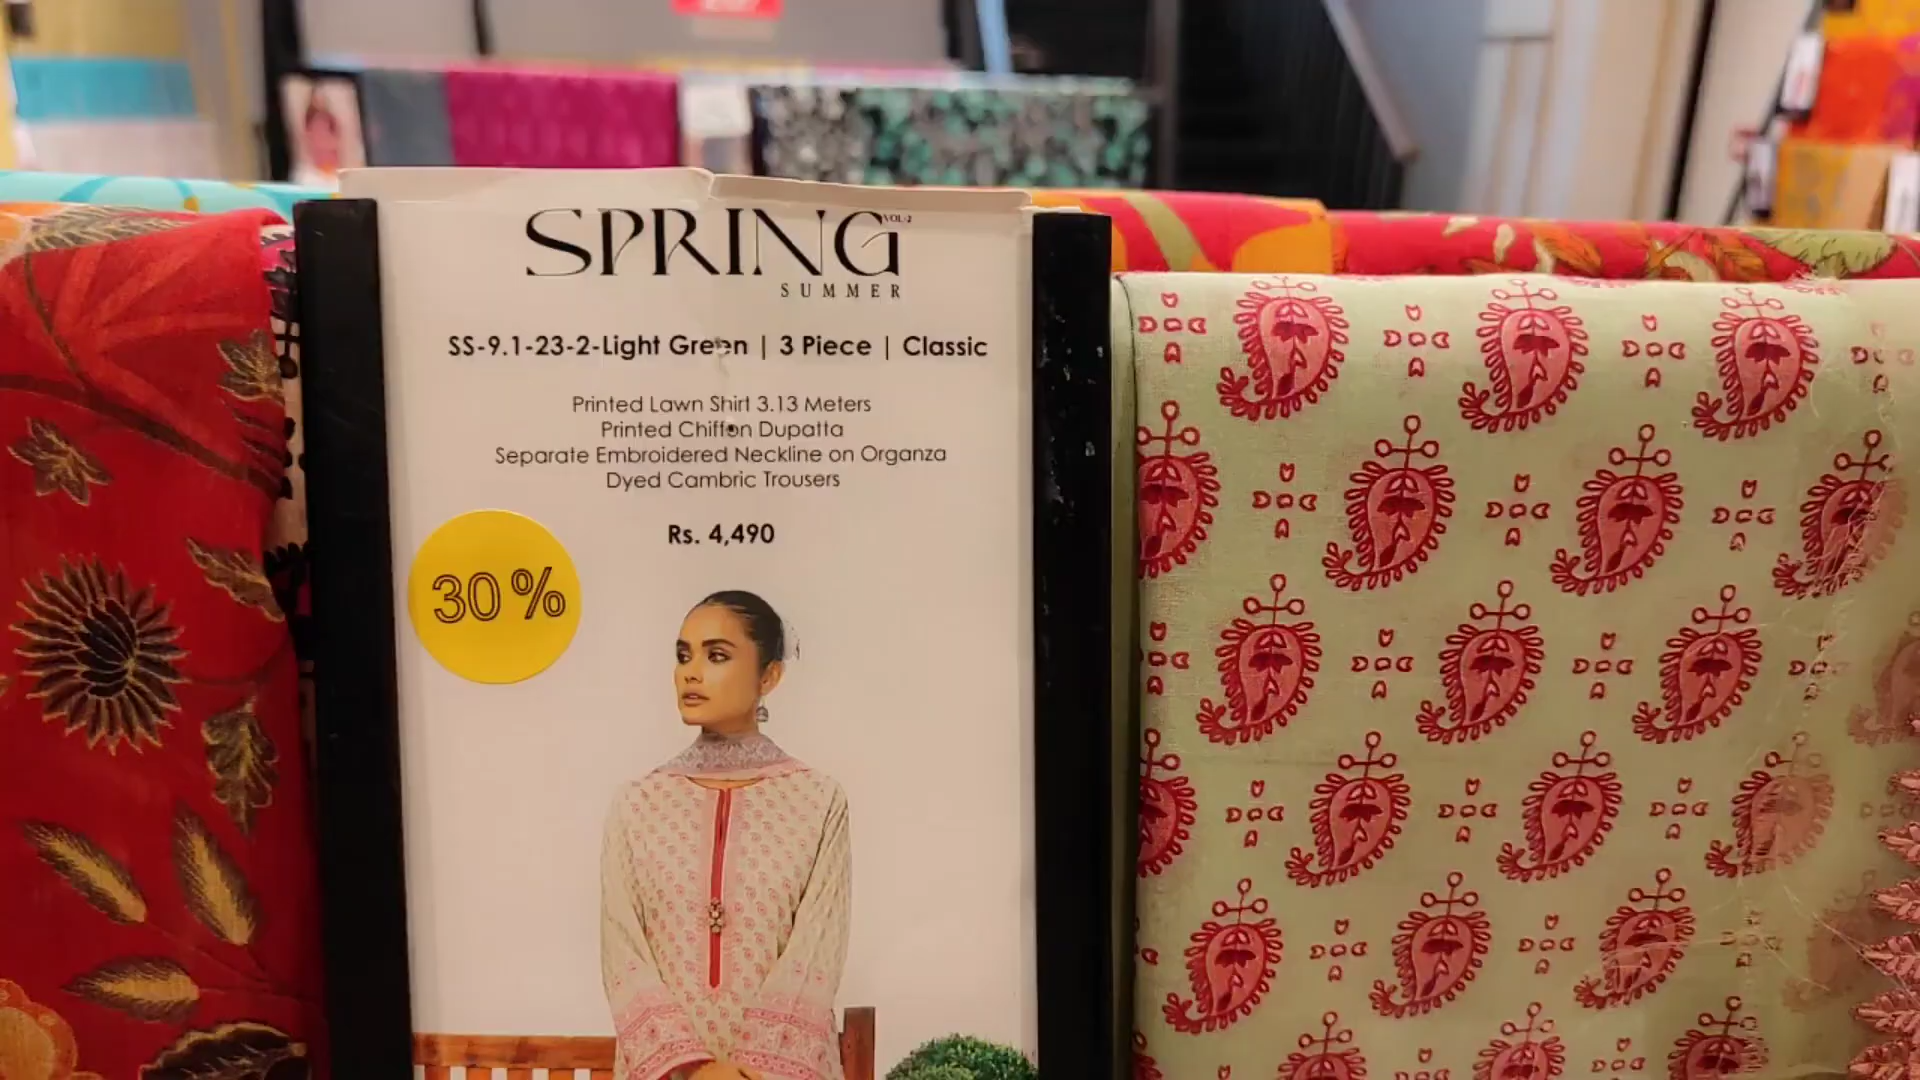 SPRING
VOL-2
SUMMER
SS-9.1-23-2-Light Green | 3 Piece | Classic
Printed Lawn Shirt 3.13 Meters
Printed Chiffon Dupatta
Separate Embroidered Neckline on Organza
Dyed Cambric Trousers
Rs. 4,490
30%